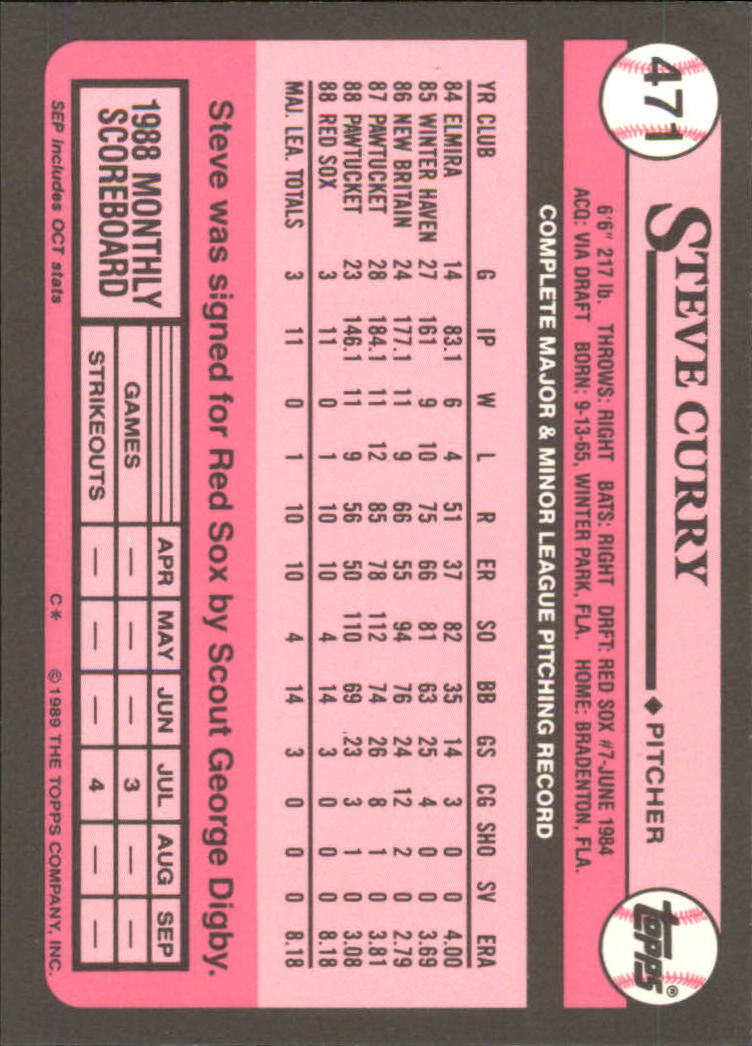 471
STEVE CURRY ◆ PITCHER
topps®
6'6" 217 lb. THROWS: RIGHT BATS: RIGHT DRFT: RED SOX #7-JUNE 1984
ACQ: VIA DRAFT BORN: 9-13-65, WINTER PARK, FLA. HOME: BRADENTON, FLA.
COMPLETE MAJOR & MINOR LEAGUE PITCHING RECORD
YR CLUB G IP W L R ER SO BB GS CG SHO SV ERA
84 ELMIRA 14 83.1 6 4 51 37 82 35 14 3 0 0 4.00
85 WINTER HAVEN 27 161 9 10 75 66 81 63 25 4 0 0 3.69
86 NEW BRITAIN 24 177.1 11 9 66 55 94 76 24 12 2 0 2.79
87 PAWTUCKET 28 184.1 11 12 85 78 112 74 26 8 1 0 3.81
88 PAWTUCKET 23 146.1 11 9 56 50 110 69 23 3 1 0 3.08
88 RED SOX 3 11 0 1 10 10 4 14 3 0 0 0 8.18
MAJ. LEA. TOTALS 3 11 0 1 10 10 4 14 3 0 0 0 8.18
Steve was signed for Red Sox by Scout George Digby.
1988 MONTHLY
SCOREBOARD
APR MAY JUN JUL AUG SEP
GAMES — — — 3 — —
STRIKEOUTS — — — 4 — —
SEP includes OCT stats
C* ©1989 THE TOPPS COMPANY, INC.